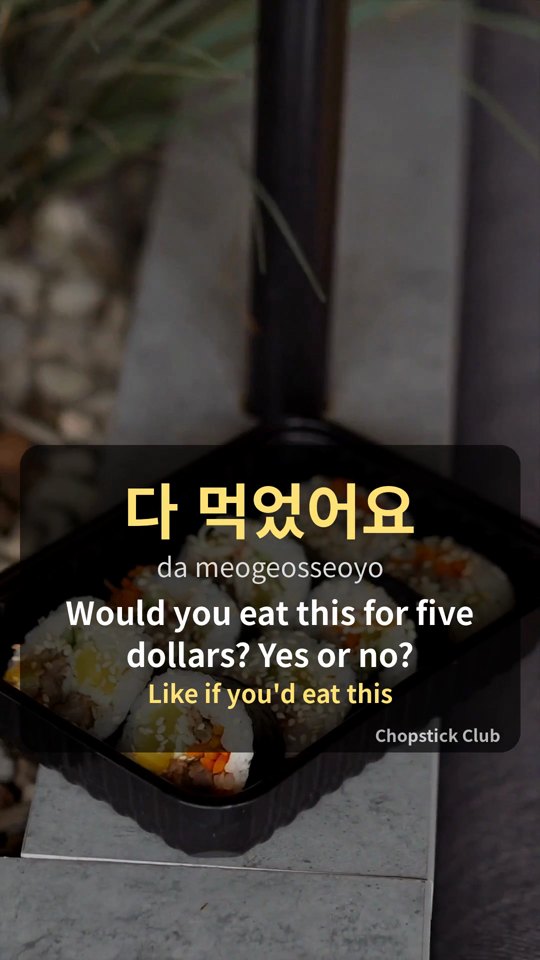 다 먹었어요
da meogeosseoyo
Would you eat this for five
dollars? Yes or no?
Like if you'd eat this
Chopstick Club